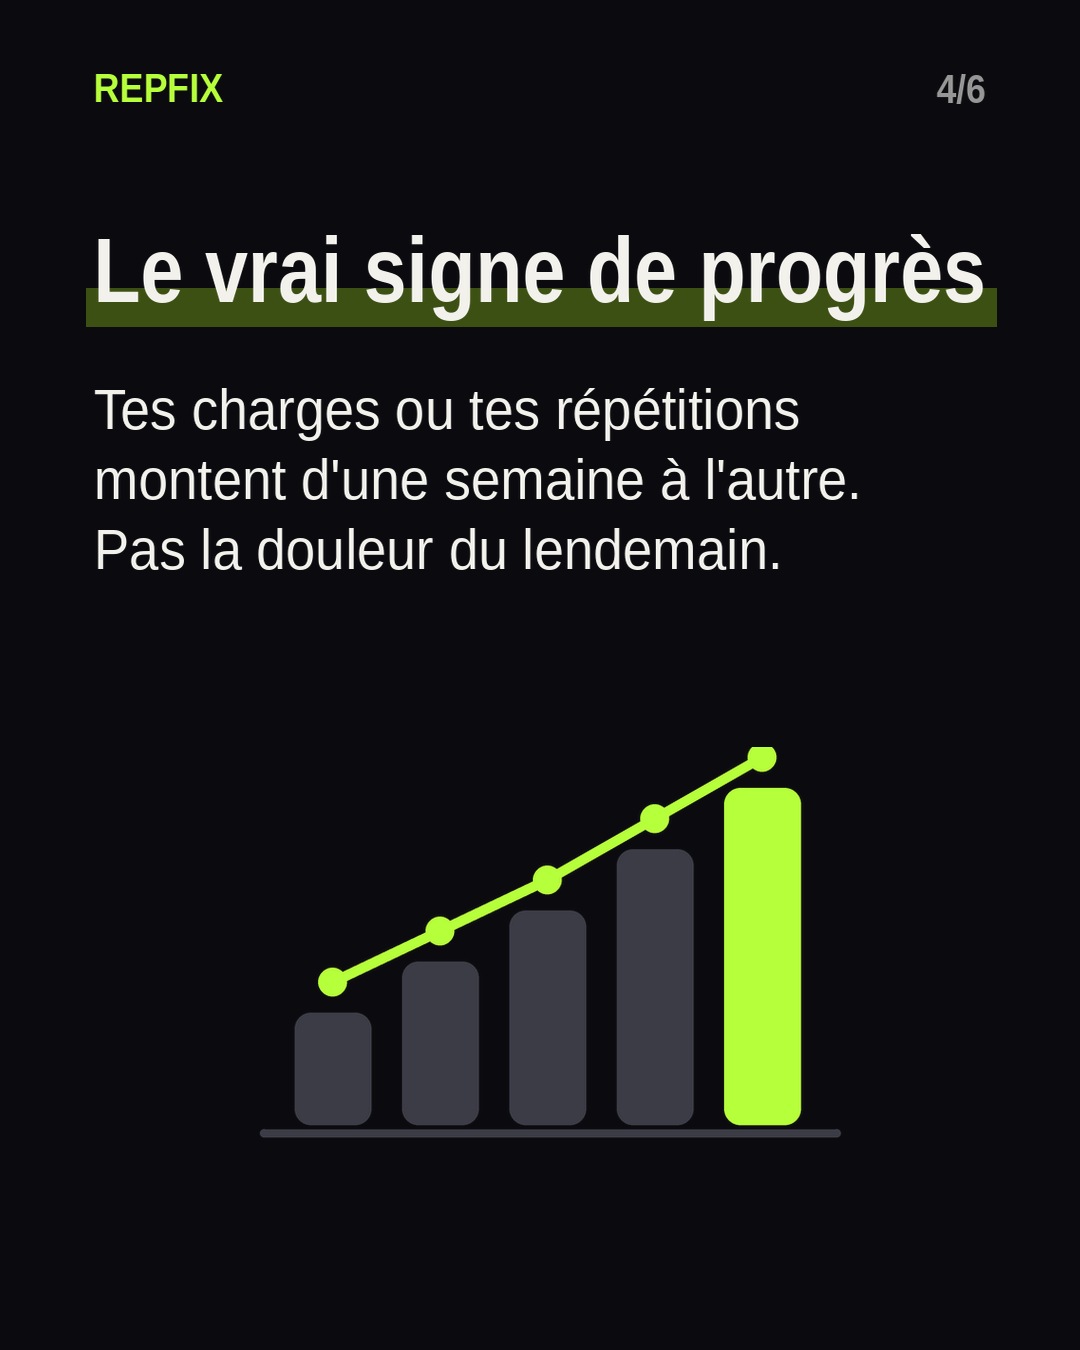 REPFIX
4/6
Le vrai signe de progrès
Tes charges ou tes répétitions
montent d'une semaine à l'autre.
Pas la douleur du lendemain.